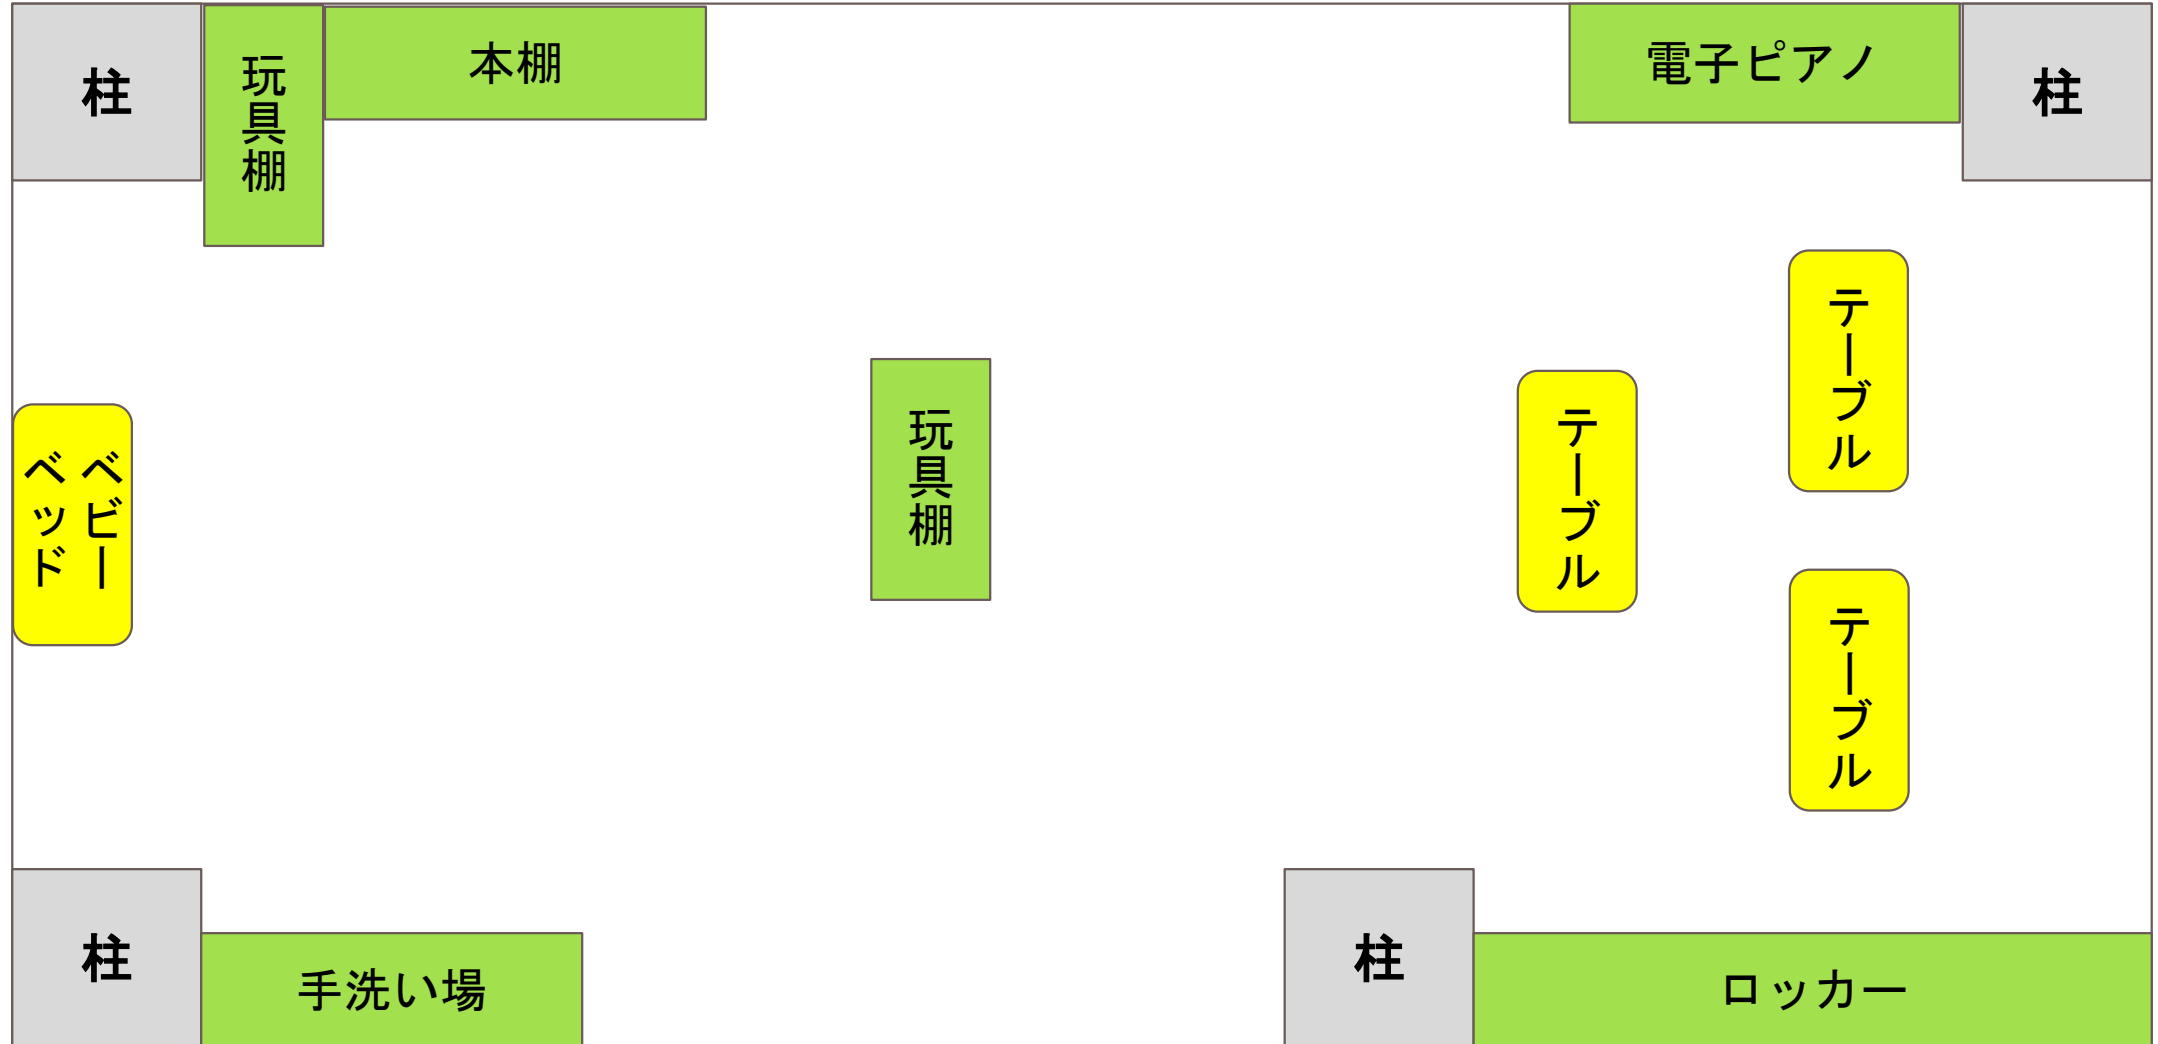 柱
玩具棚
本棚
電子ピアノ
柱
テーブル
玩具棚
テーブル
ベビー
ベッド
テーブル
柱
手洗い場
柱
ロッカー